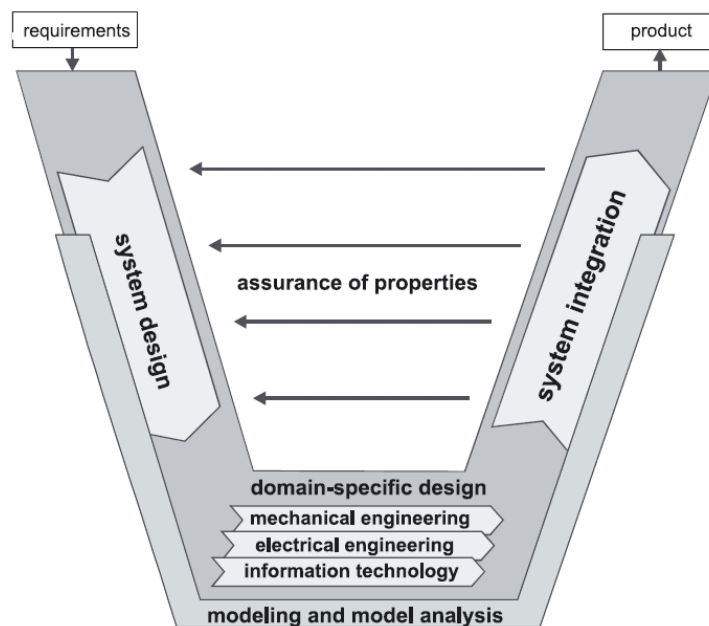 requirements
product
system design
assurance of properties
system integration
domain-specific design
mechanical engineering
electrical engineering
information technology
modeling and model analysis